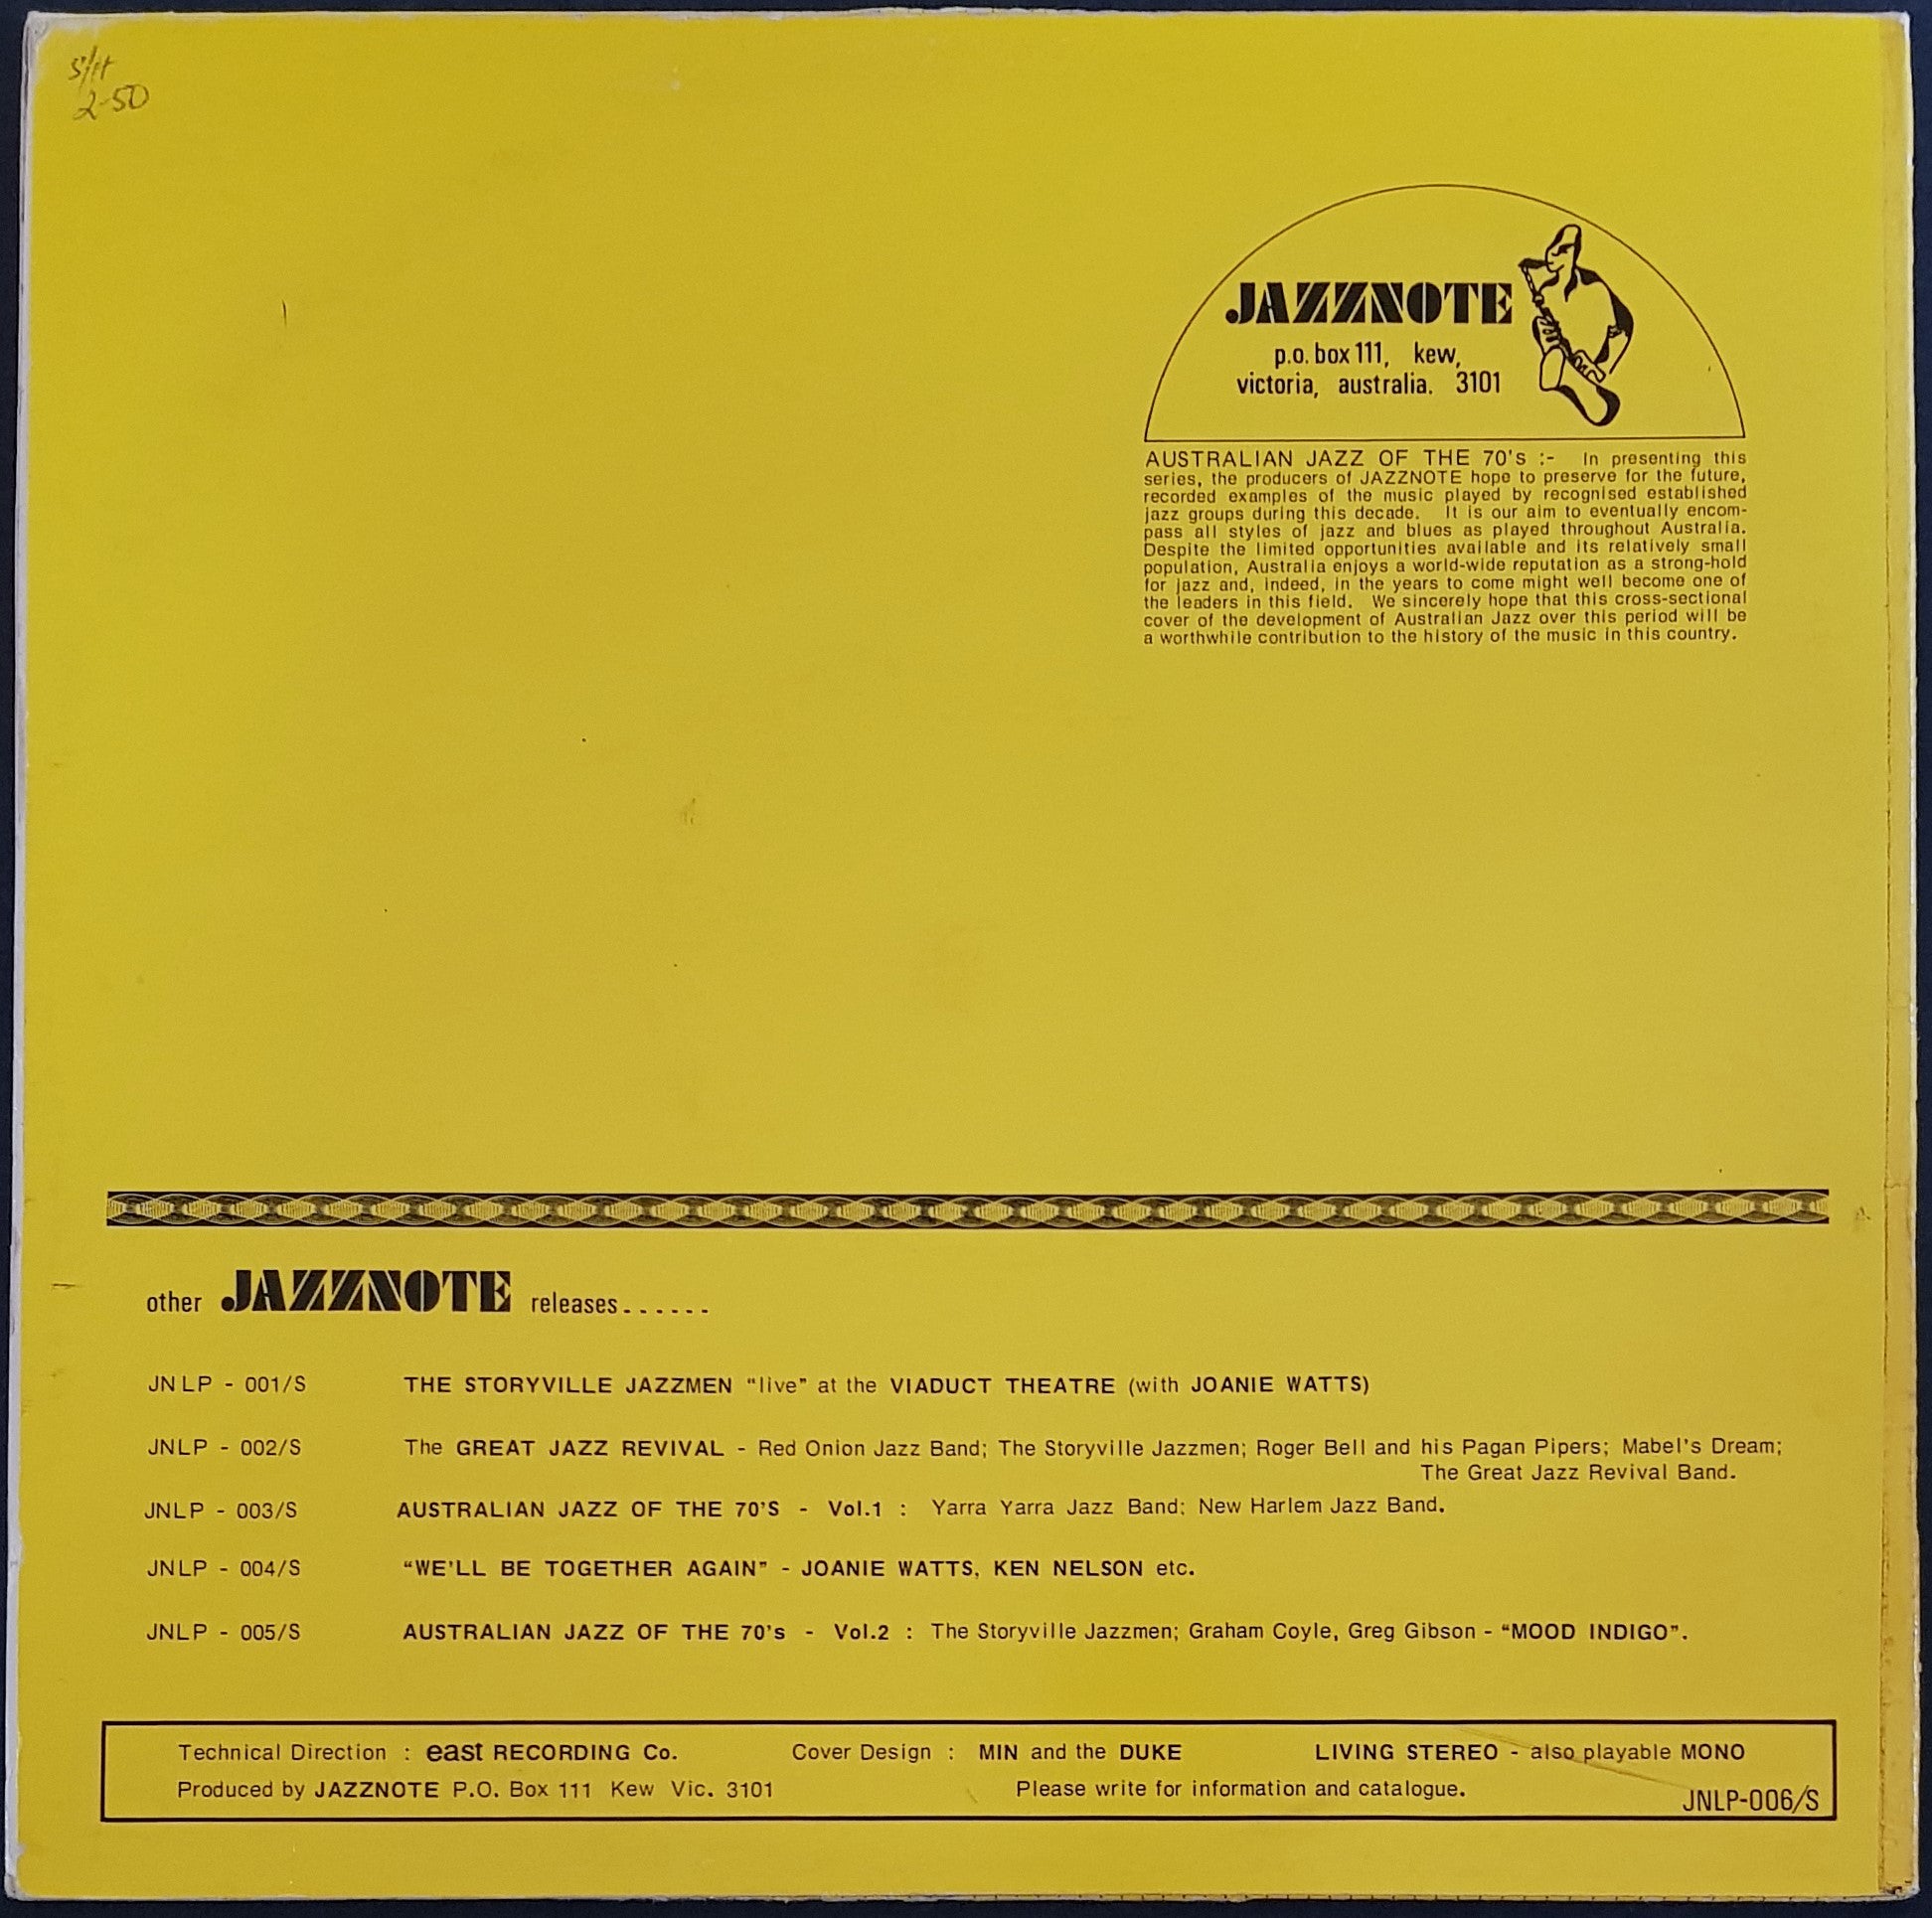 S/H
2-50
JAZZNOTE
p.o. box 111, kew,
victoria, australia. 3101
AUSTRALIAN JAZZ OF THE 70's :- In presenting this
series, the producers of JAZZNOTE hope to preserve for the future,
recorded examples of the music played by recognised established
jazz groups during this decade. It is our aim to eventually encom-
pass all styles of jazz and blues as played throughout Australia.
Despite the limited opportunities available and its relatively small
population, Australia enjoys a world-wide reputation as a strong-hold
for jazz and, indeed, in the years to come might well become one of
the leaders in this field. We sincerely hope that this cross-sectional
cover of the development of Australian Jazz over this period will be
a worthwhile contribution to the history of the music in this country.
other JAZZNOTE releases......
JNLP - 001/S THE STORYVILLE JAZZMEN "live" at the VIADUCT THEATRE (with JOANIE WATTS)
JNLP - 002/S The GREAT JAZZ REVIVAL - Red Onion Jazz Band; The Storyville Jazzmen; Roger Bell and his Pagan Pipers; Mabel's Dream;
The Great Jazz Revival Band.
JNLP - 003/S AUSTRALIAN JAZZ OF THE 70'S - Vol.1 : Yarra Yarra Jazz Band; New Harlem Jazz Band.
JNLP - 004/S "WE'LL BE TOGETHER AGAIN" - JOANIE WATTS, KEN NELSON etc.
JNLP - 005/S AUSTRALIAN JAZZ OF THE 70's - Vol.2 : The Storyville Jazzmen; Graham Coyle, Greg Gibson - "MOOD INDIGO".
Technical Direction : east RECORDING Co. Cover Design : MIN and the DUKE LIVING STEREO - also playable MONO
Produced by JAZZNOTE P.O. Box 111 Kew Vic. 3101 Please write for information and catalogue.
JNLP-006/S